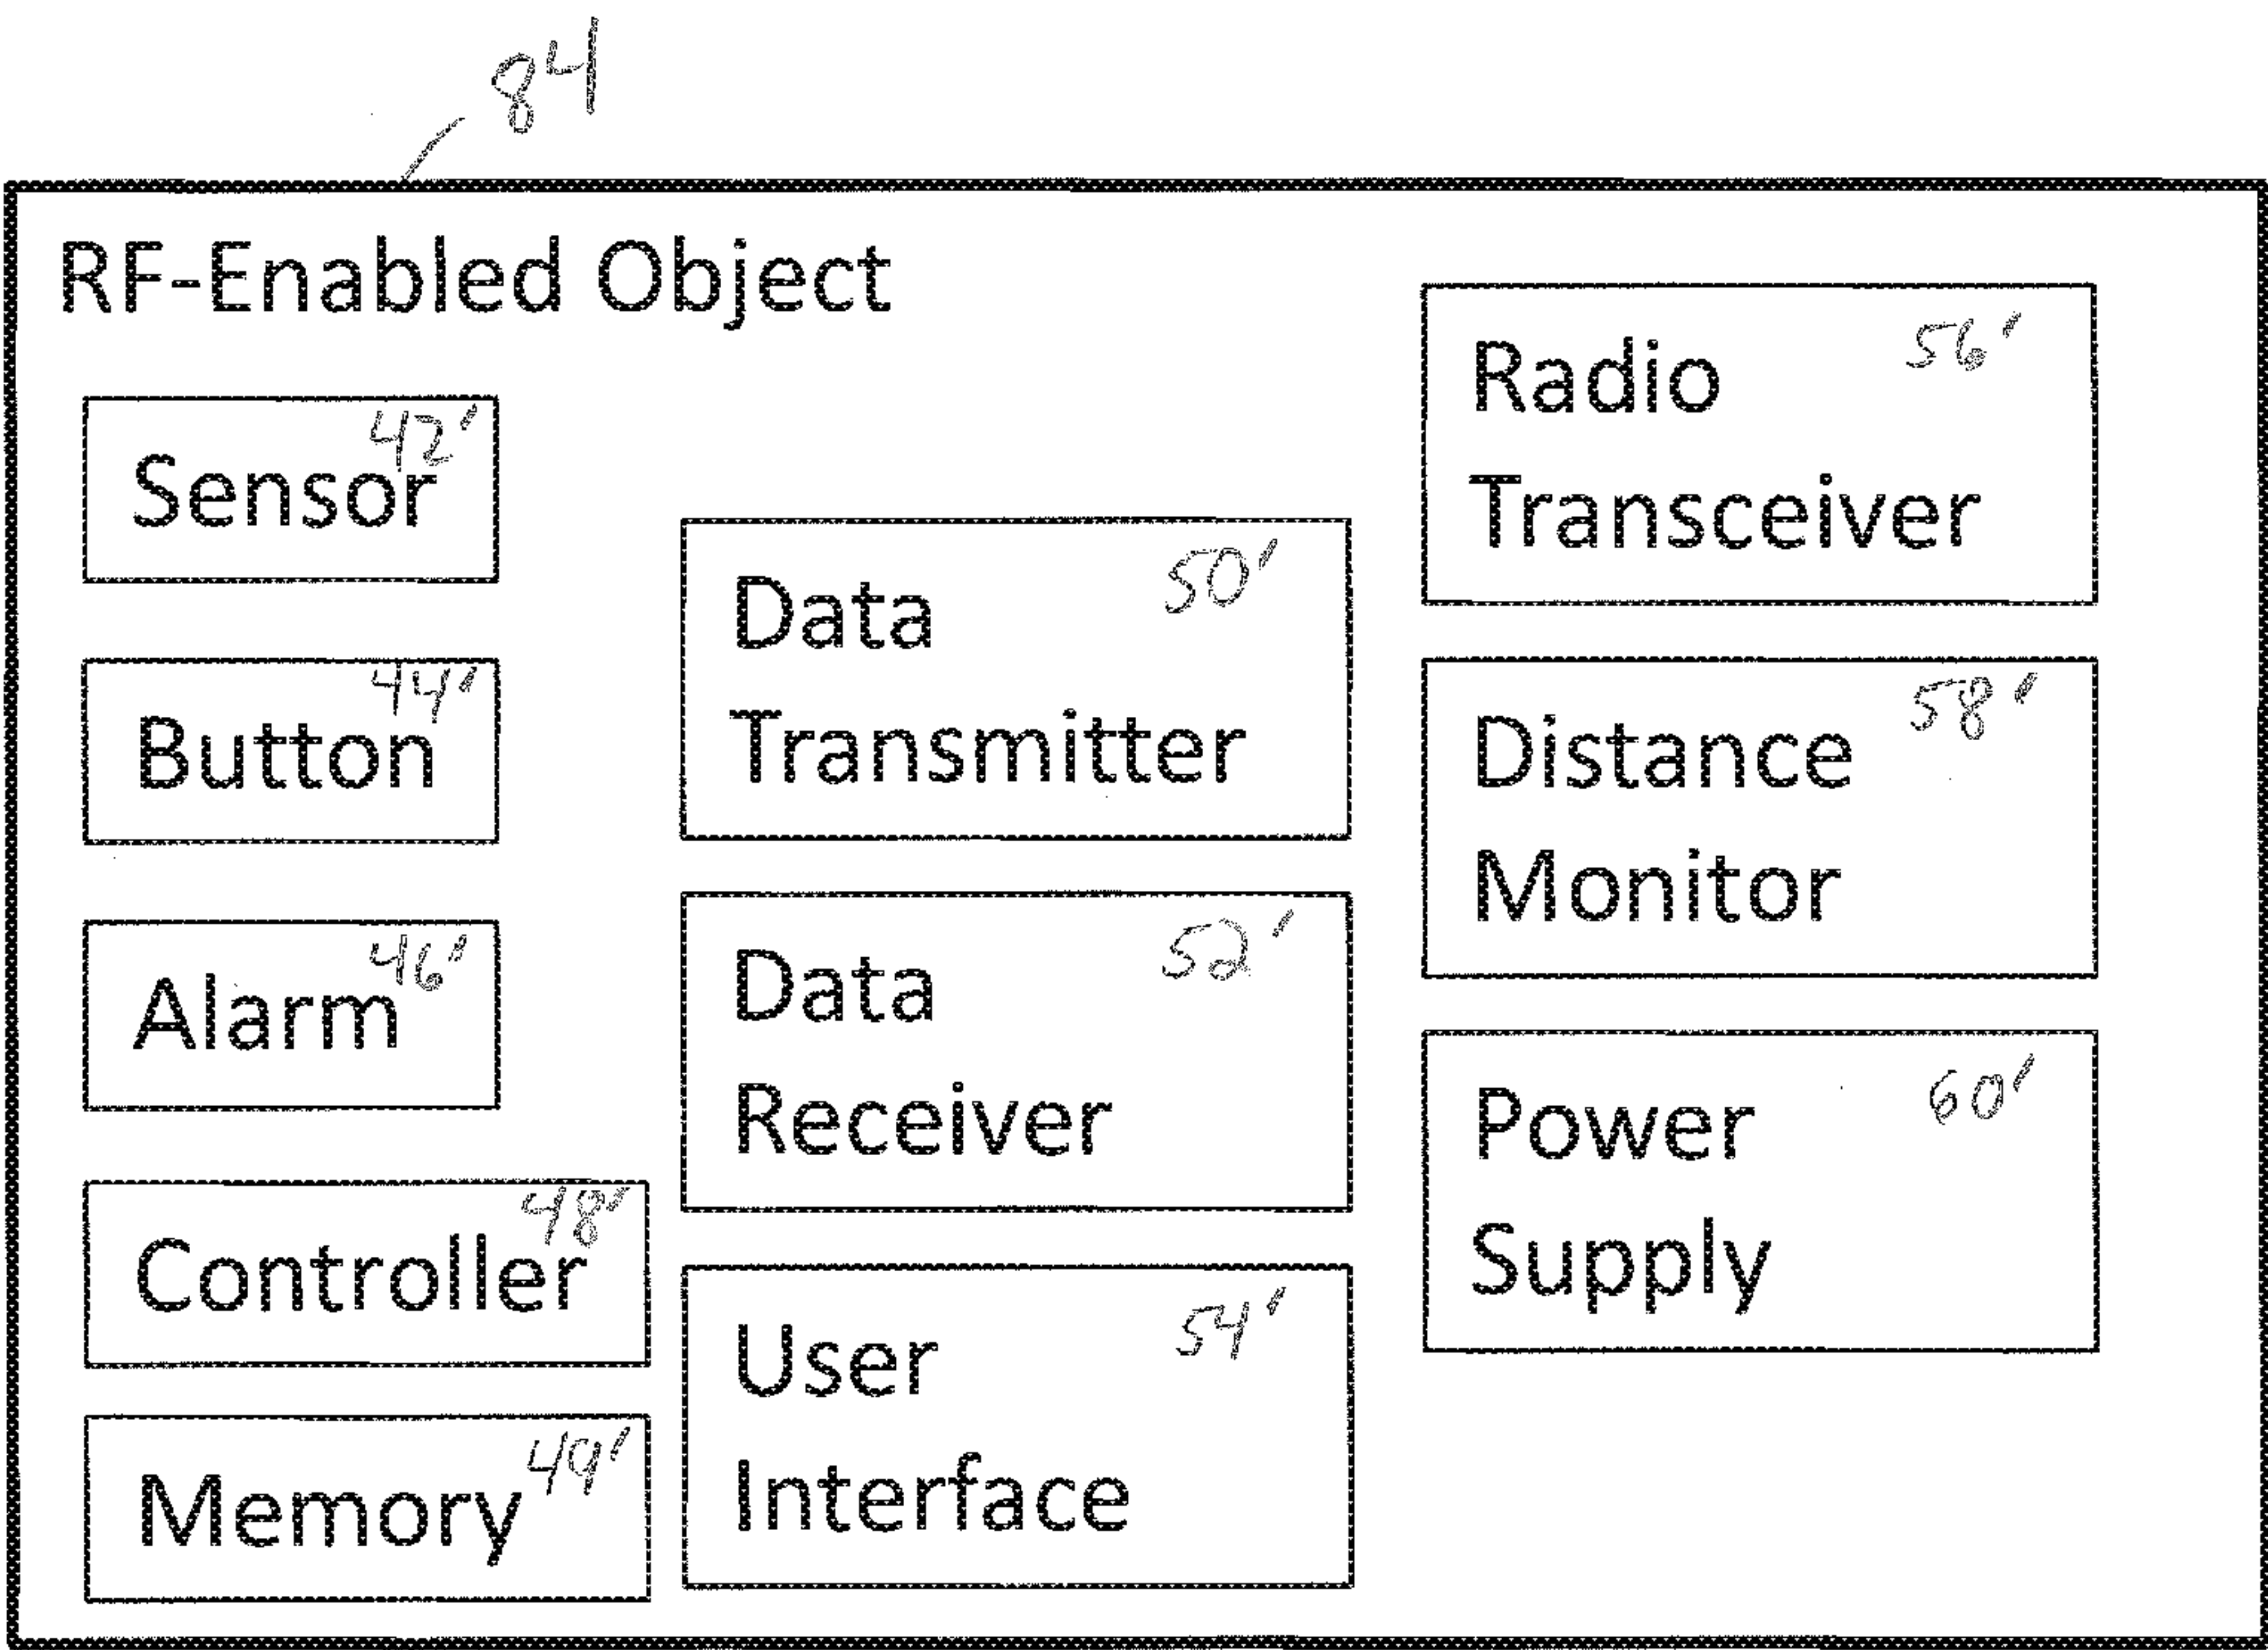 84
RF-Enabled Object
42'
Sensor
44'
Button
46'
Alarm
48'
Controller
49'
Memory
Data 50'
Transmitter
Data 52'
Receiver
User 54'
Interface
Radio 56'
Transceiver
Distance 58'
Monitor
Power 60'
Supply